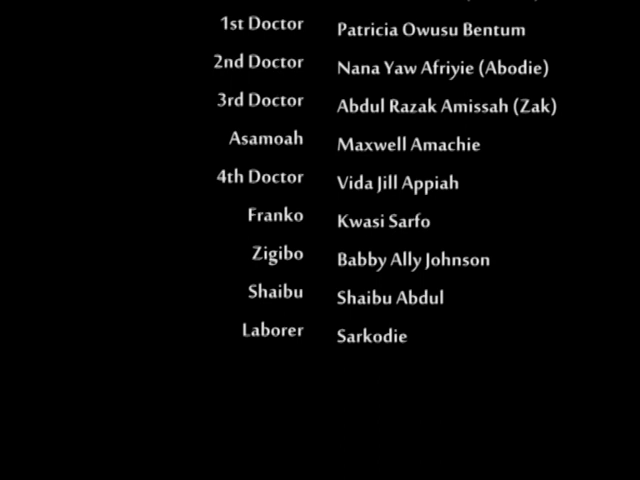 1st Doctor Patricia Owusu Bentum
2nd Doctor Nana Yaw Afriyie (Abodie)
3rd Doctor Abdul Razak Amissah (Zak)
Asamoah Maxwell Amachie
4th Doctor Vida Jill Appiah
Franko Kwasi Sarfo
Zigibo Babby Ally Johnson
Shaibu Shaibu Abdul
Laborer Sarkodie